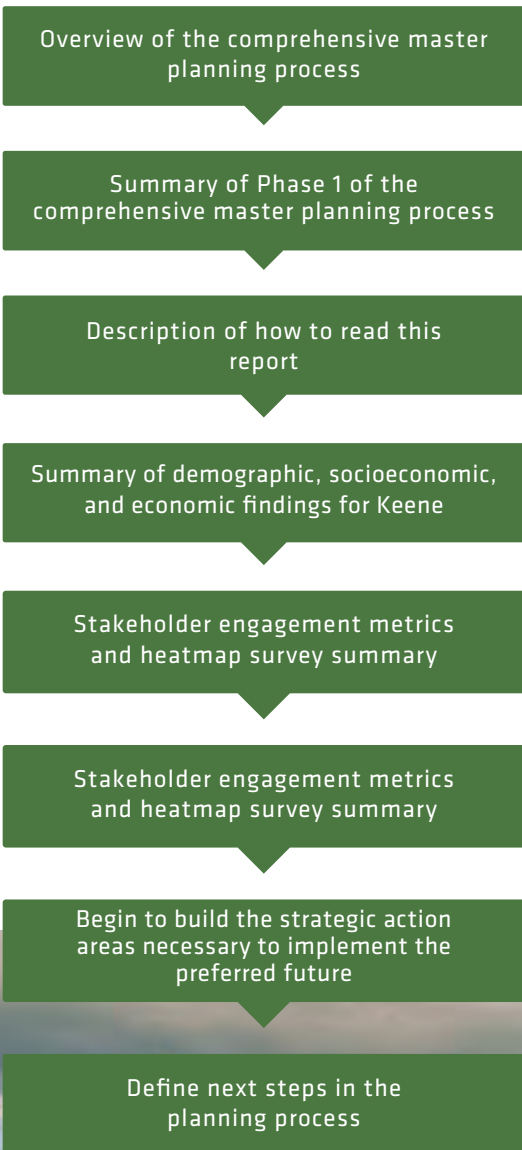 Overview of the comprehensive master
planning process
Summary of Phase 1 of the
comprehensive master planning process
Description of how to read this
report
Summary of demographic, socioeconomic,
and economic findings for Keene
Stakeholder engagement metrics
and heatmap survey summary
Stakeholder engagement metrics
and heatmap survey summary
Begin to build the strategic action
areas necessary to implement the
preferred future
Define next steps in the
planning process